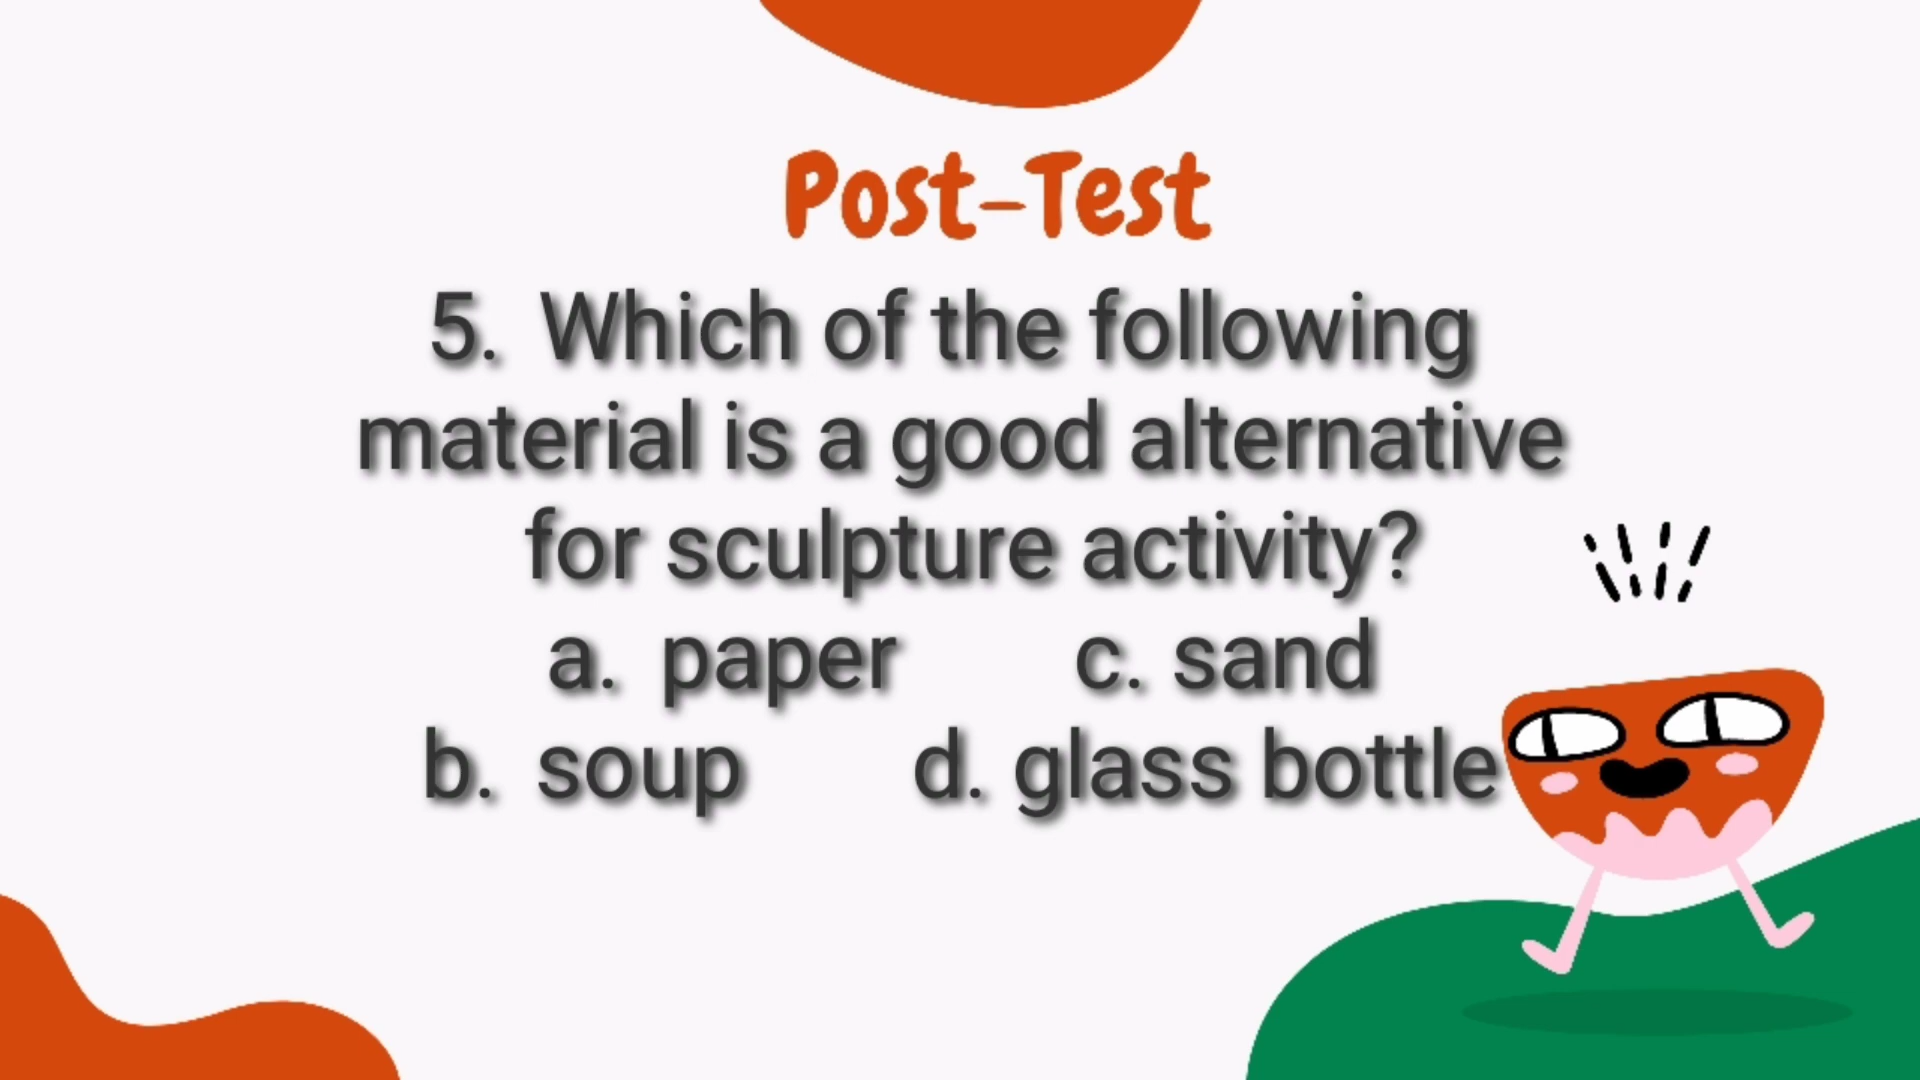 Post-Test
5. Which of the following
material is a good alternative
for sculpture activity?
a. paper c. sand
b. soup d. glass bottle